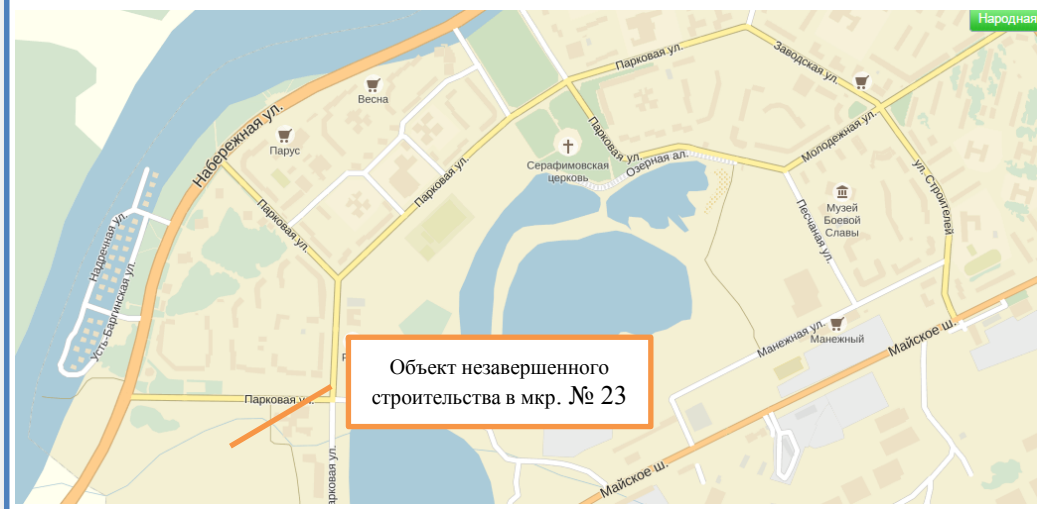 Народная
Парковая ул.
Заводская ул.
Весна
Набережная ул.
Парус
Парковая ул.
Молодежная ул.
Серафимовская
церковь
Озерная ал.
ул. Строителей
Парковая ул.
Музей
Боевой
Славы
Песчаная ул.
Парковая ул.
Надречная ул.
Усть-Баргинская ул.
Манежная ул.
Манежный
Майское ш.
Объект незавершенного
строительства в мкр. № 23
Парковая ул.
Майское ш.
арковая ул.